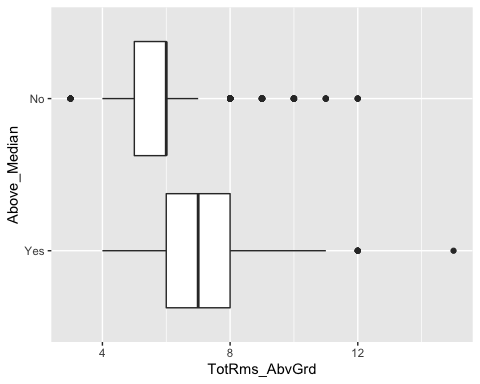 Above_Median
No
Yes
4
8
12
TotRms_AbvGrd